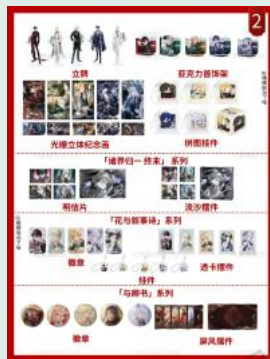 2
立牌
亚克力首饰架
光栅立体纪念画
拼图挂件
「诸界归一 终末」系列
明信片
流沙摆件
「花与叙事诗」系列
徽章
透卡摆件
挂件
「与卿书」系列
徽章
屏风摆件